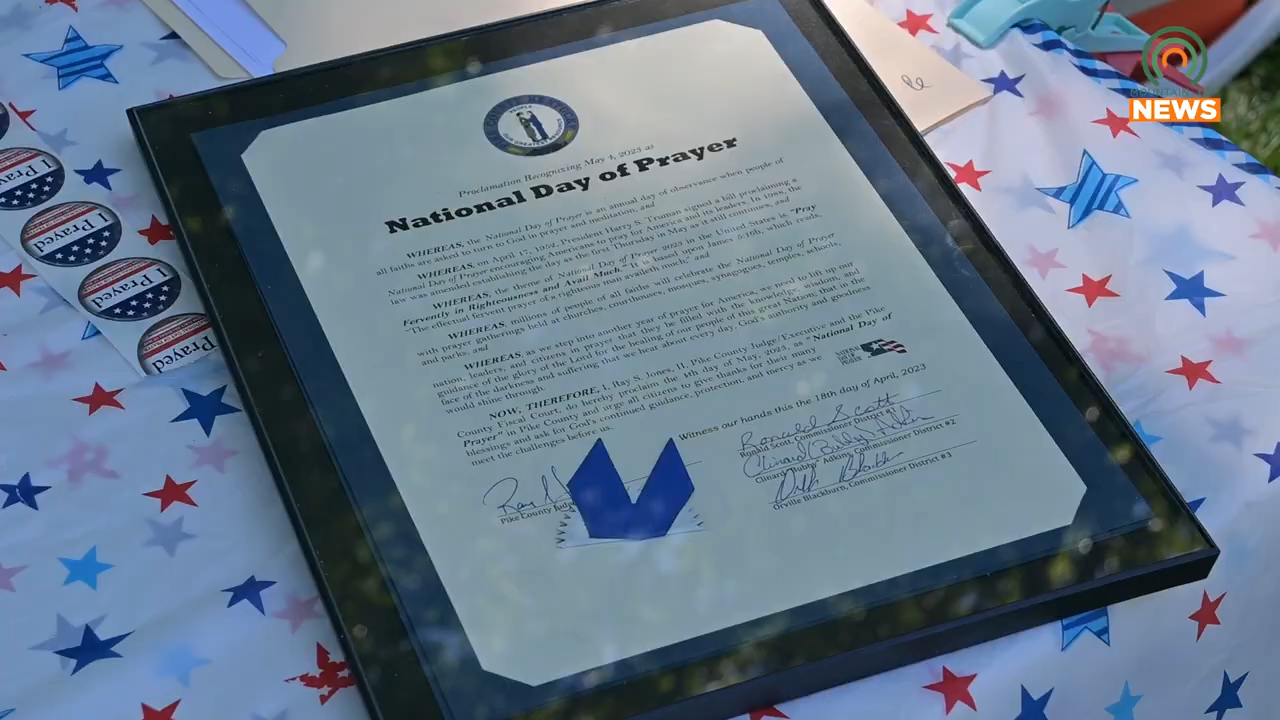 MOUNTAIN
NEWS
Proclamation Recognizing May 4, 2023 as
National Day of Prayer
WHEREAS, the National Day of Prayer is an annual day of observance when people of
all faiths are asked to turn to God in prayer and meditation, and
WHEREAS, on April 17, 1952, President Harry S. Truman signed a bill proclaiming a
National Day of Prayer encouraging Americans to pray for America and its leaders. In 1988, the
law was amended establishing the day as the first Thursday in May and it still continues, and
WHEREAS, the theme of National Day of Prayer 2023 in the United States is "Pray
Fervently in Righteousness and Avail Much." It is based upon James 5:16b, which reads,
"The effectual fervent prayer of a righteous man availeth much" and
WHEREAS, millions of people of all faiths will celebrate the National Day of Prayer
with prayer gatherings held at churches, courthouses, mosques, synagogues, temples, schools,
and parks, and
WHEREAS, as we step into another year of prayer for America, we need to lift up our
nation, leaders, and citizens in prayer, that they be filled with the knowledge, wisdom, and
guidance of the glory of the Lord for the healing of our people of this great Nation; that in the
face of the darkness and suffering that we hear about every day, God's authority and greatness
would shine through.
NOW, THEREFORE, I, Ray S. Jones, II, Pike County Judge/Executive and the Pike
County Fiscal Court, do hereby proclaim the 4th day of May, 2023, as "National Day of
Prayer" in Pike County and urge all citizens to give thanks for their many
blessings and ask for God's continued guidance, protection, and mercy as we
meet the challenges before us.
Witness our hands this the 18th day of April, 2023
Ronald Scott
Ronald Scott, Commissioner District #1
Clinard "Bubby" Adkins, Commissioner District #2
Orville Blackburn, Commissioner District #3
Pike County Judge
I Prayed
I Prayed
I Prayed
I Prayed